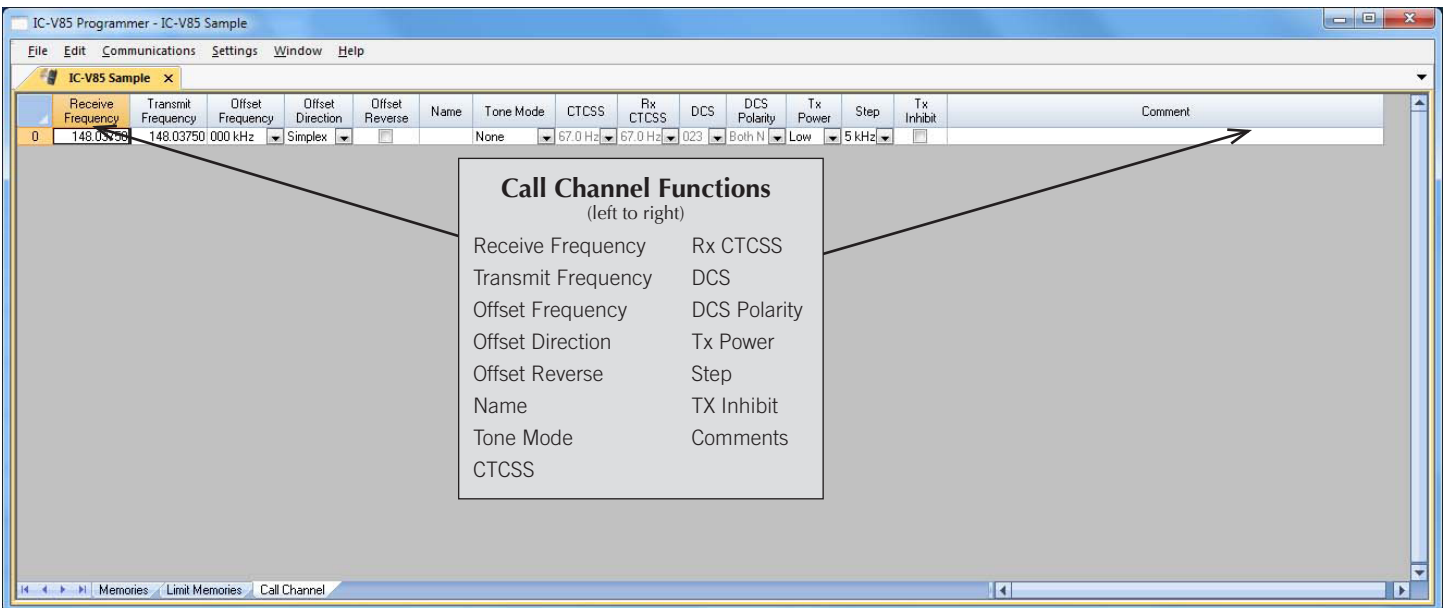 IC-V85 Programmer - IC-V85 Sample
File Edit Communications Settings Window Help
IC-V85 Sample X
Receive Frequency Transmit Frequency Offset Frequency Offset Direction Offset Reverse Name Tone Mode CTCSS Rx CTCSS DCS DCS Polarity Tx Power Step Tx Inhibit Comment
0 148.03750 148.03750 000 kHz Simplex None 67.0 Hz 67.0 Hz 023 Both N Low 5 kHz
Call Channel Functions
(left to right)
Receive Frequency
Transmit Frequency
Offset Frequency
Offset Direction
Offset Reverse
Name
Tone Mode
CTCSS
Rx CTCSS
DCS
DCS Polarity
Tx Power
Step
TX Inhibit
Comments
Memories Limit Memories Call Channel